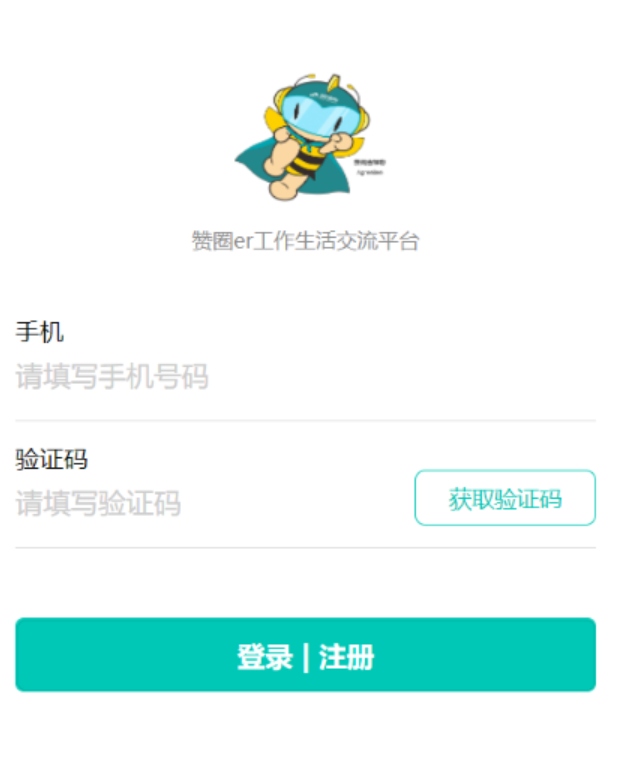 赞圈er工作生活交流平台
手机
请填写手机号码
验证码
请填写验证码
获取验证码
登录 | 注册